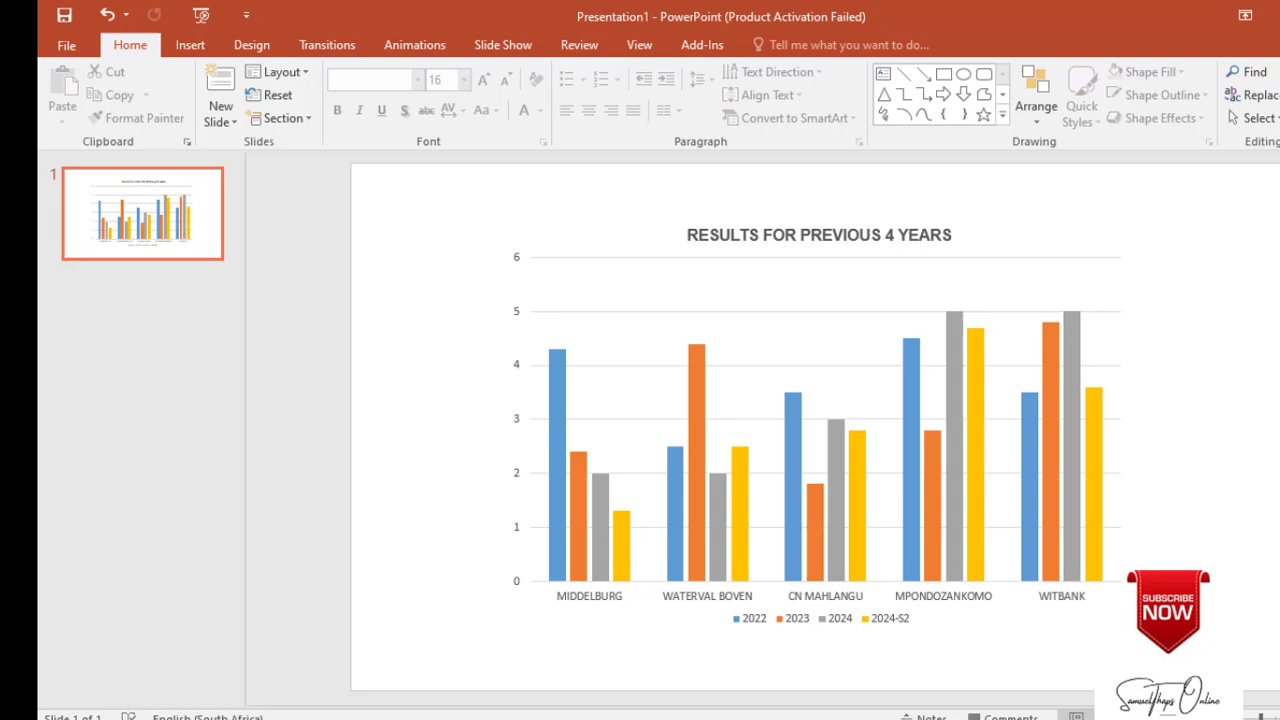 Presentation1 - PowerPoint (Product Activation Failed)
File Home Insert Design Transitions Animations Slide Show Review View Add-Ins Tell me what you want to do...
Paste
Cut
Copy
Format Painter
Clipboard
New Slide
Layout
Reset
Section
Slides
16
B I U S abc AV Aa A
Font
Text Direction
Align Text
Convert to SmartArt
Paragraph
Arrange
Quick Styles
Shape Fill
Shape Outline
Shape Effects
Drawing
Find
Replac
Select
Editing
1
RESULTS FOR PREVIOUS 4 YEARS
6
5
4
3
2
1
0
MIDDELBURG WATERVAL BOVEN CN MAHLANGU MPONDOZANKOMO WITBANK
2022 2023 2024 2024-S2
SUBSCRIBE
NOW
SamuelThaps Online
Slide 1 of 1 English (South Africa) Notes Comments